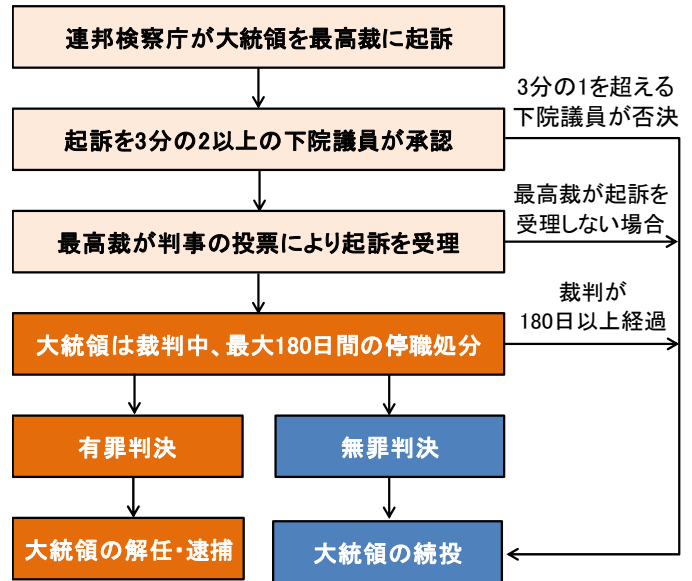 連邦検察庁が大統領を最高裁に起訴
3分の1を超える
下院議員が否決
起訴を3分の2以上の下院議員が承認
最高裁が起訴を
受理しない場合
最高裁が判事の投票により起訴を受理
裁判が
180日以上経過
大統領は裁判中、最大180日間の停職処分
有罪判決
無罪判決
大統領の解任・逮捕
大統領の続投